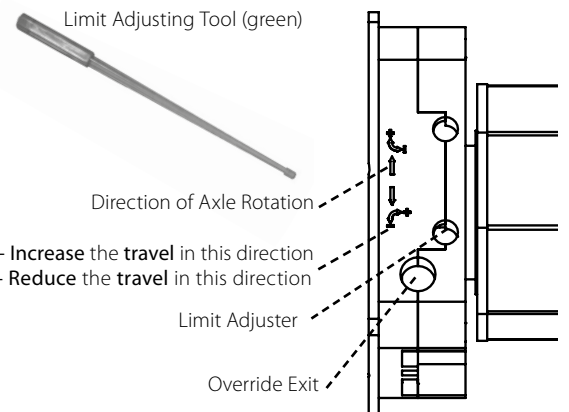 Limit Adjusting Tool (green)
Direction of Axle Rotation
- Increase the travel in this direction
- Reduce the travel in this direction
Limit Adjuster
Override Exit